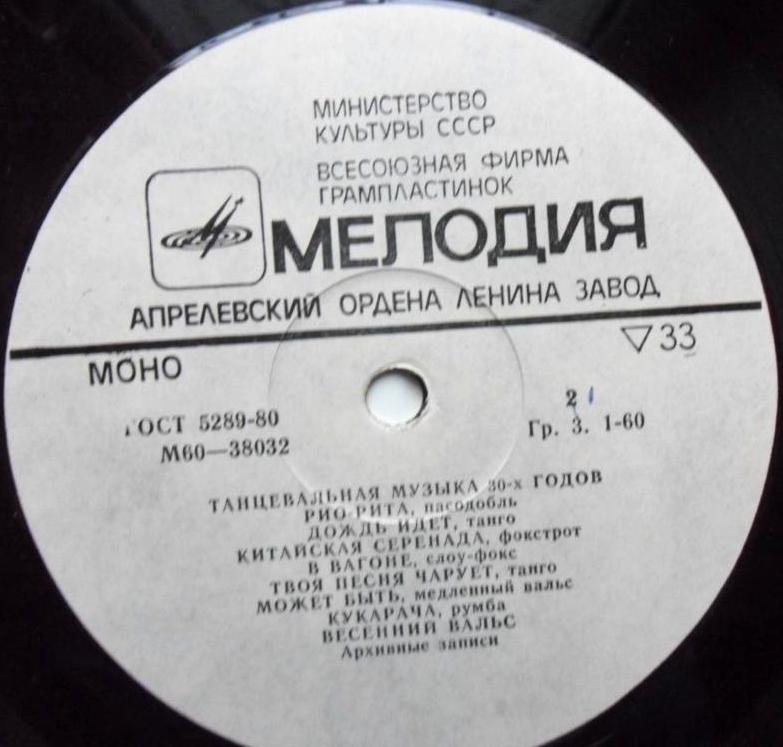 МИНИСТЕРСТВО
КУЛЬТУРЫ СССР
ВСЕСОЮЗНАЯ ФИРМА
ГРАМПЛАСТИНОК
МЕЛОДИЯ
АПРЕЛЕВСКИЙ ОРДЕНА ЛЕНИНА ЗАВОД
МОНО
▽33
ГОСТ 5289-80
М60—38032
2
Гр. 3. 1-60
ТАНЦЕВАЛЬНАЯ МУЗЫКА 30-х ГОДОВ
РИО-РИТА, пасодобль
ДОЖДЬ ИДЕТ, танго
КИТАЙСКАЯ СЕРЕНАДА, фокстрот
В ВАГОНЕ, слоу-фокс
ТВОЯ ПЕСНЯ ЧАРУЕТ, танго
МОЖЕТ БЫТЬ, медленный вальс
КУКАРАЧА, румба
ВЕСЕННИЙ ВАЛЬС
Архивные записи